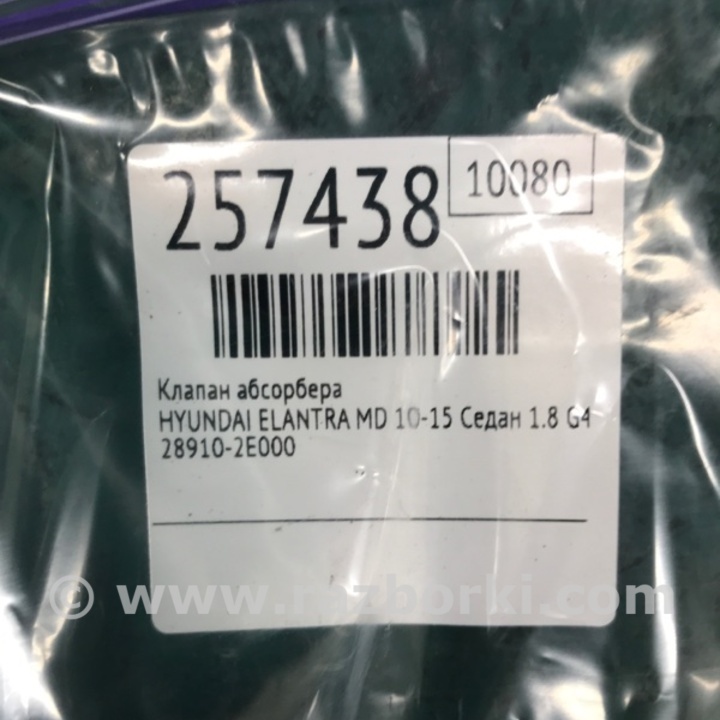 257438
10080
Клапан абсорбера
HYUNDAI ELANTRA MD 10-15 Седан 1.8 G4
28910-2E000
© www.razborki.com